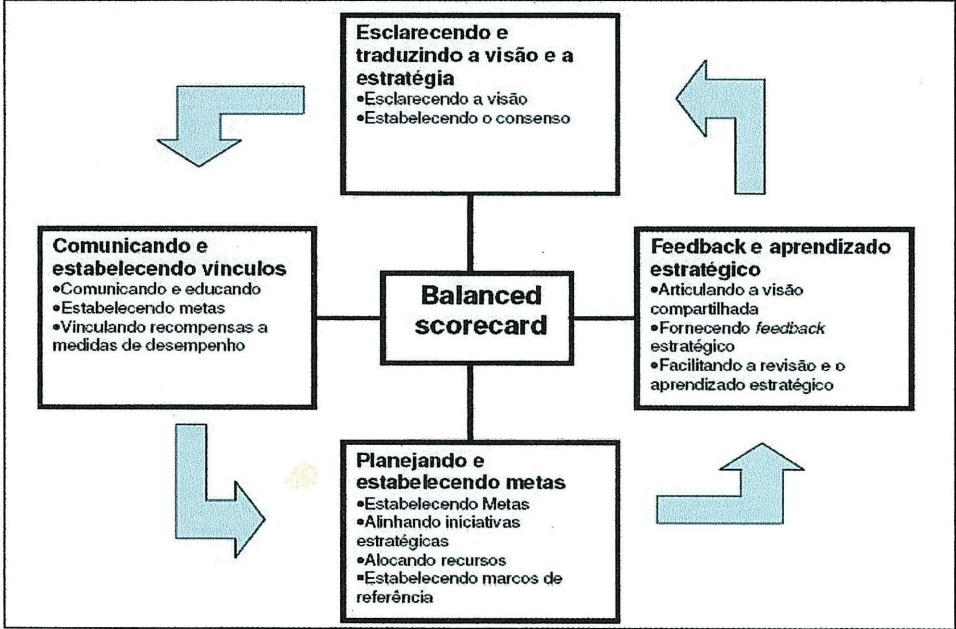 Esclarecendo e
traduzindo a visão e a
estratégia
•Esclarecendo a visão
•Estabelecendo o consenso
Comunicando e
estabelecendo vínculos
•Comunicando e educando
•Estabelecendo metas
•Vinculando recompensas a
medidas de desempenho
Balanced
scorecard
Feedback e aprendizado
estratégico
•Articulando a visão
compartilhada
•Fornecendo feedback
estratégico
•Facilitando a revisão e o
aprendizado estratégico
Planejando e
estabelecendo metas
•Estabelecendo Metas
•Alinhando iniciativas
estratégicas
•Alocando recursos
▪Estabelecendo marcos de
referência